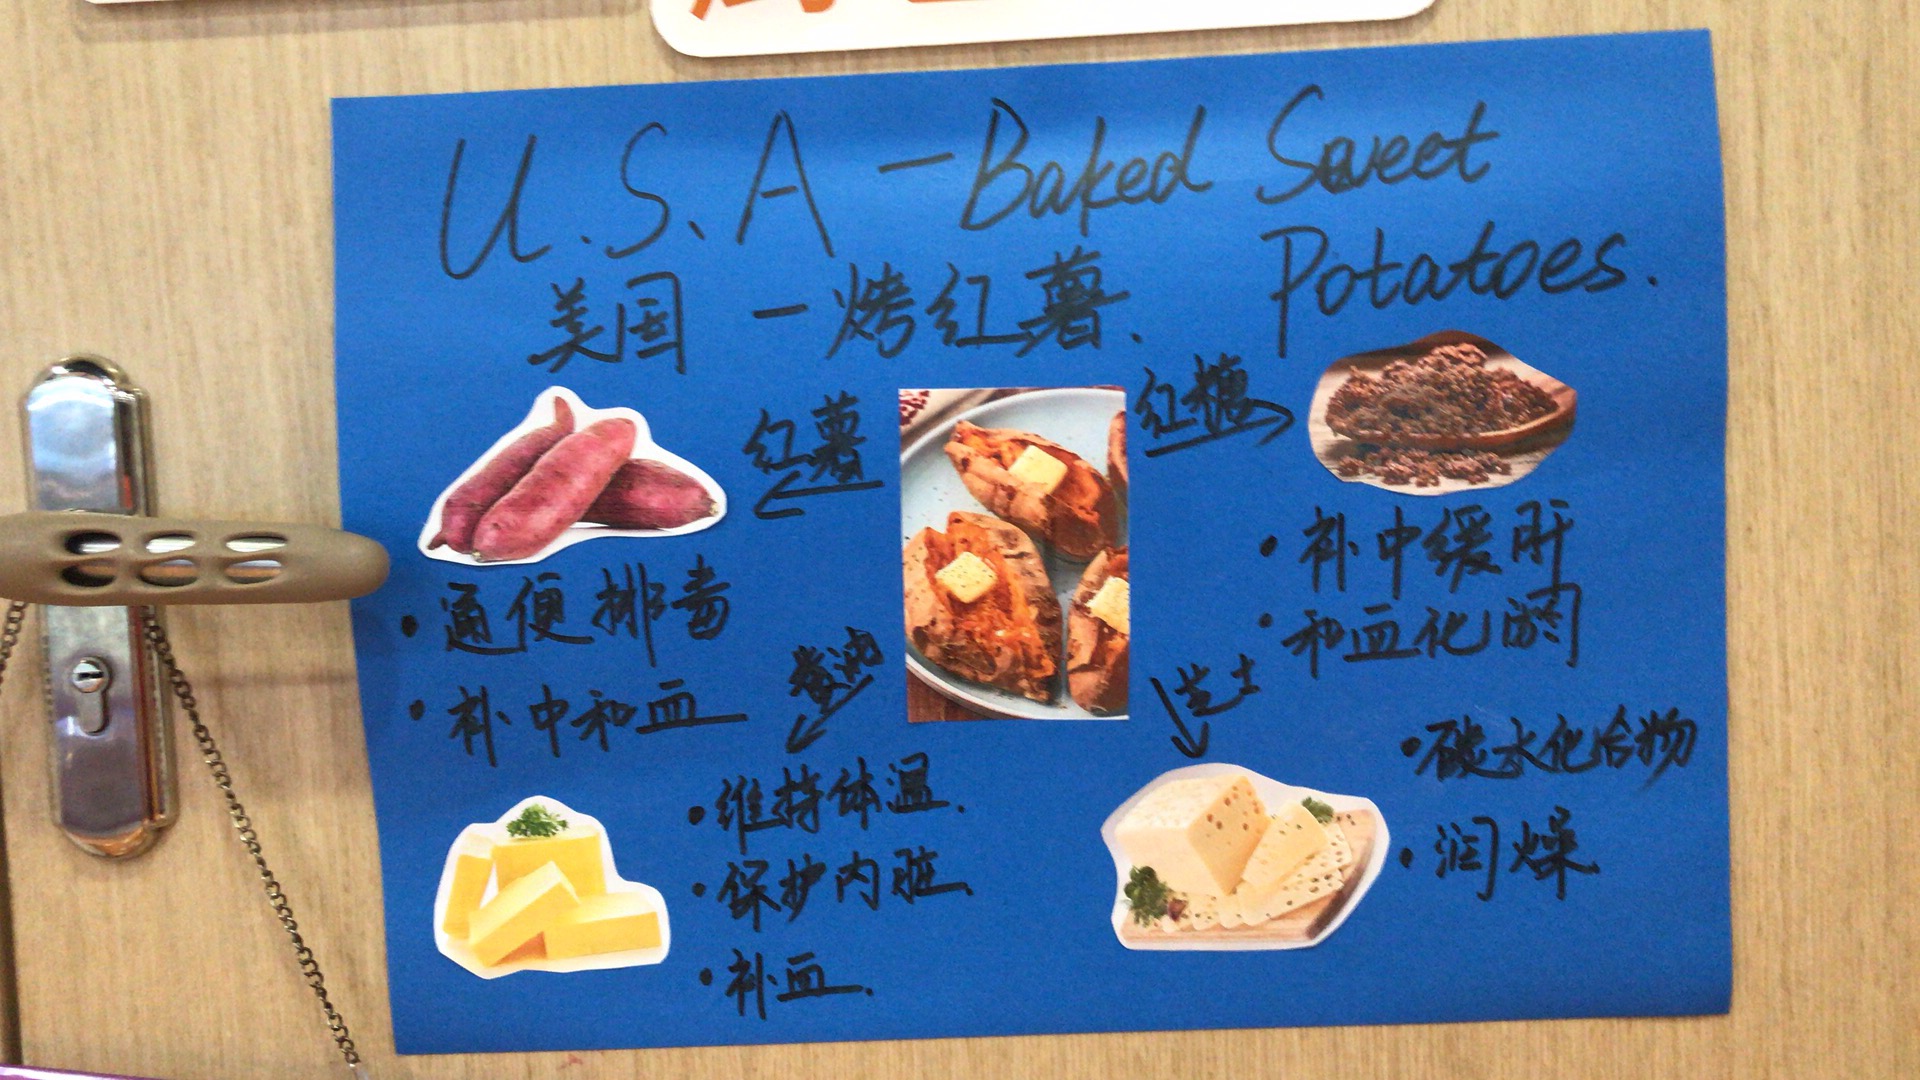 U.S.A - Baked Sweet
Potatoes.
美国 - 烤红薯.
红薯
红糖
通便排毒
补中和血
补中缓肝
和血化瘀
黄油
芝士
维持体温.
保护内脏.
补血.
碳水化合物
润燥